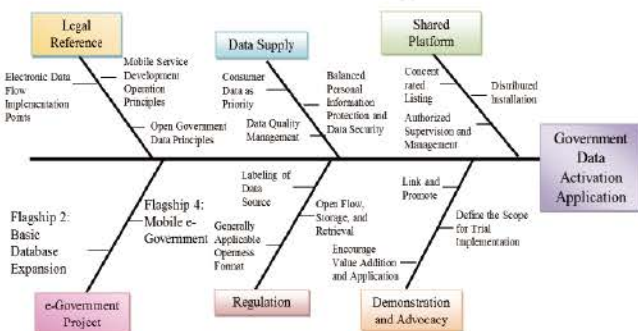 Legal
Reference
Data Supply
Shared
Platform
Electronic Data
Flow
Implementation
Points
Mobile Service
Development
Operation
Principles
Open Government
Data Principles
Consumer
Data as
Priority
Data Quality
Management
Balanced
Personal
Information
Protection and
Data Security
Concent
rated
Listing
Authorized
Supervision and
Management
Distributed
Installation
Government
Data
Activation
Application
Flagship 2:
Basic
Database
Expansion
Flagship 4:
Mobile e-
Government
Labeling of
Data
Source
Generally
Applicable
Openness
Format
Open Flow,
Storage, and
Retrieval
Link and
Promote
Encourage
Value Addition
and Application
Define the Scope
for Trial
Implementation
e-Government
Project
Regulation
Demonstration
and Advocacy